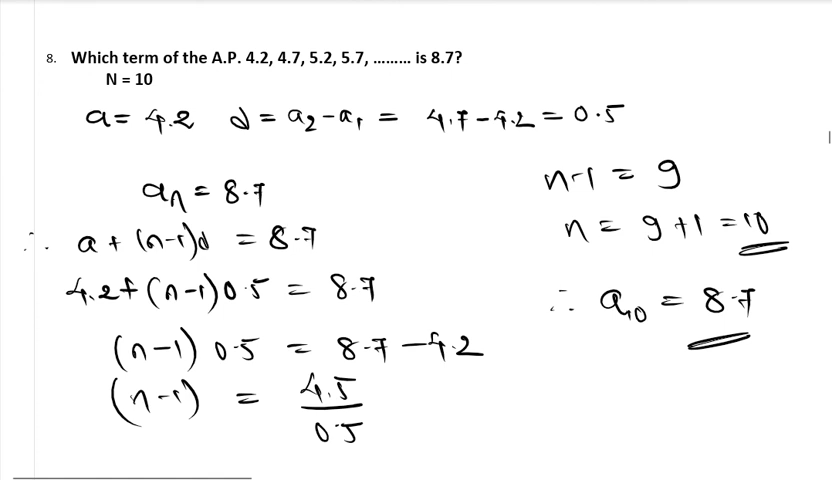 8. Which term of the A.P. 4.2, 4.7, 5.2, 5.7, ......... is 8.7?
N = 10
a = 4.2 d = a₂ - a₁ = 4.7 - 4.2 = 0.5
aₙ = 8.7
∴ a + (n-1)d = 8.7
4.2 + (n-1) 0.5 = 8.7
(n-1) 0.5 = 8.7 - 4.2
(n-1) = 4.5 / 0.5
n-1 = 9
n = 9 + 1 = 10
∴ a₁₀ = 8.7